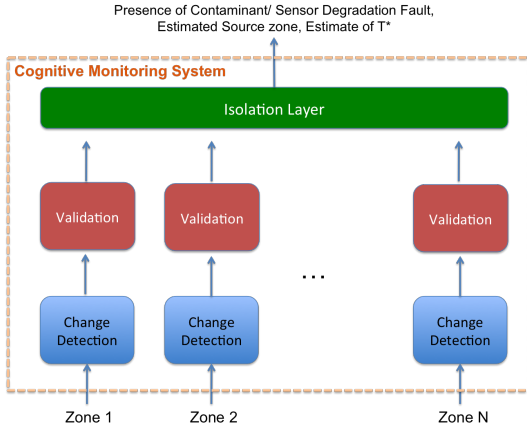 Presence of Contaminant/ Sensor Degradation Fault,
Estimated Source zone, Estimate of T*
Cognitive Monitoring System
Isolation Layer
Validation
Validation
Validation
...
Change
Detection
Change
Detection
Change
Detection
Zone 1
Zone 2
Zone N